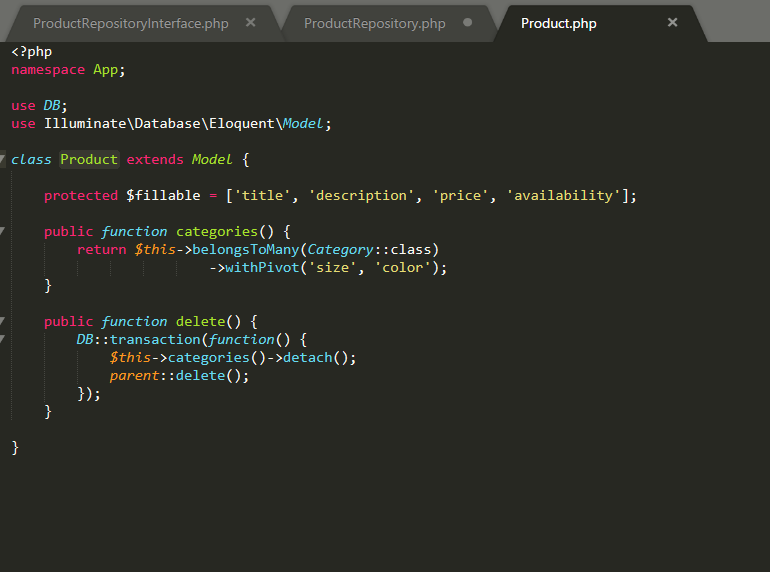 ProductRepositoryInterface.php × ProductRepository.php Product.php ×
<?php
namespace App;

use DB;
use Illuminate\Database\Eloquent\Model;

class Product extends Model {

    protected $fillable = ['title', 'description', 'price', 'availability'];

    public function categories() {
        return $this->belongsToMany(Category::class)
                        ->withPivot('size', 'color');
    }

    public function delete() {
        DB::transaction(function() {
            $this->categories()->detach();
            parent::delete();
        });
    }

}